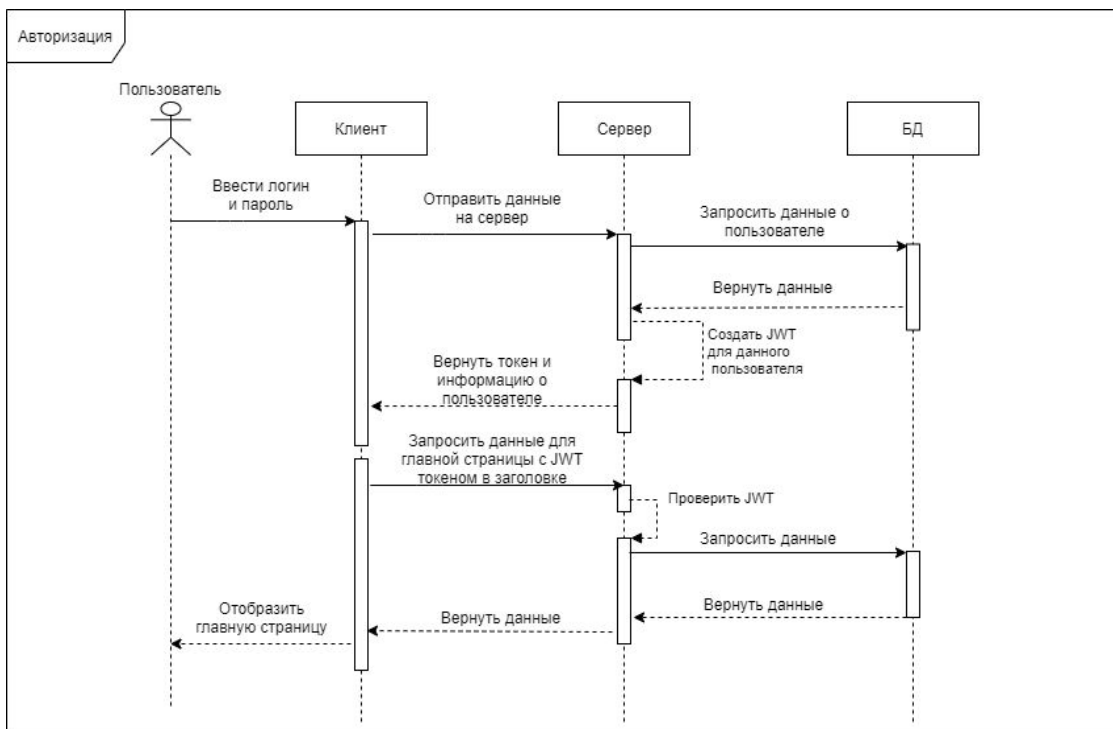 Авторизация
Пользователь
Клиент
Сервер
БД
Ввести логин
и пароль
Отправить данные
на сервер
Запросить данные о
пользователе
Вернуть данные
Создать JWT
для данного
пользователя
Вернуть токен и
информацию о
пользователе
Запросить данные для
главной страницы с JWT
токеном в заголовке
Проверить JWT
Запросить данные
Вернуть данные
Вернуть данные
Отобразить
главную страницу